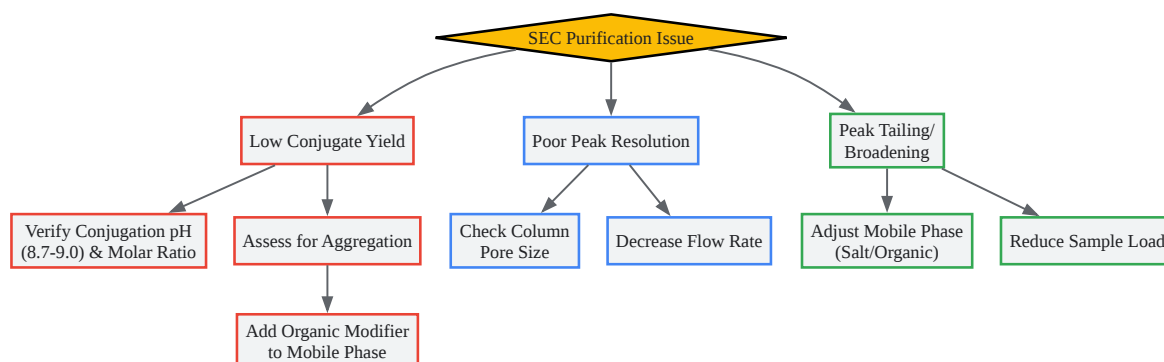 SEC Purification Issue
Low Conjugate Yield
Poor Peak Resolution
Peak Tailing/
Broadening
Verify Conjugation pH
(8.7-9.0) & Molar Ratio
Assess for Aggregation
Check Column
Pore Size
Decrease Flow Rate
Adjust Mobile Phase
(Salt/Organic)
Reduce Sample Load
Add Organic Modifier
to Mobile Phase